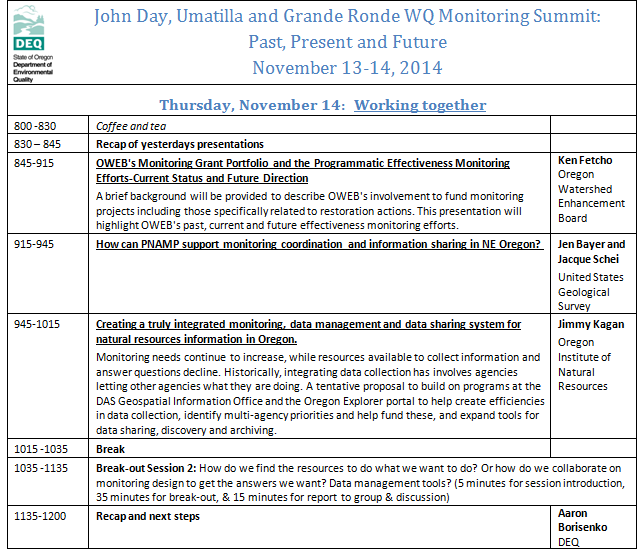 John Day, Umatilla and Grande Ronde WQ Monitoring Summit:
Past, Present and Future
November 13-14, 2014
DEQ
State of Oregon
Department of
Environmental
Quality
Thursday, November 14: Working together
800 -830
Coffee and tea
830 – 845
Recap of yesterdays presentations
845-915
OWEB's Monitoring Grant Portfolio and the Programmatic Effectiveness Monitoring
Efforts-Current Status and Future Direction
A brief background will be provided to describe OWEB's involvement to fund monitoring
projects including those specifically related to restoration actions. This presentation will
highlight OWEB's past, current and future effectiveness monitoring efforts.
Ken Fetcho
Oregon
Watershed
Enhancement
Board
915-945
How can PNAMP support monitoring coordination and information sharing in NE Oregon?
Jen Bayer and
Jacque Schei
United States
Geological
Survey
945-1015
Creating a truly integrated monitoring, data management and data sharing system for
natural resources information in Oregon.
Monitoring needs continue to increase, while resources available to collect information and
answer questions decline. Historically, integrating data collection has involves agencies
letting other agencies what they are doing. A tentative proposal to build on programs at the
DAS Geospatial Information Office and the Oregon Explorer portal to help create efficiencies
in data collection, identify multi-agency priorities and help fund these, and expand tools for
data sharing, discovery and archiving.
Jimmy Kagan
Oregon
Institute of
Natural
Resources
1015 -1035
Break
1035 -1135
Break-out Session 2: How do we find the resources to do what we want to do? Or how do we collaborate on
monitoring design to get the answers we want? Data management tools? (5 minutes for session introduction,
35 minutes for break-out, & 15 minutes for report to group & discussion)
1135-1200
Recap and next steps
Aaron
Borisenko
DEQ